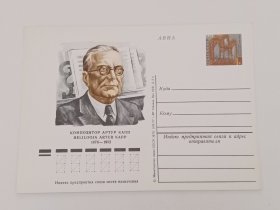 АВИА
Куда
Кому
КОМПОЗИТОР АРТУР КАПП
HELILOOJA ARTUR KAPP
1878—1952
Индекс предприятия связи и адрес
отправителя
Индекс предприятия связи места назначения